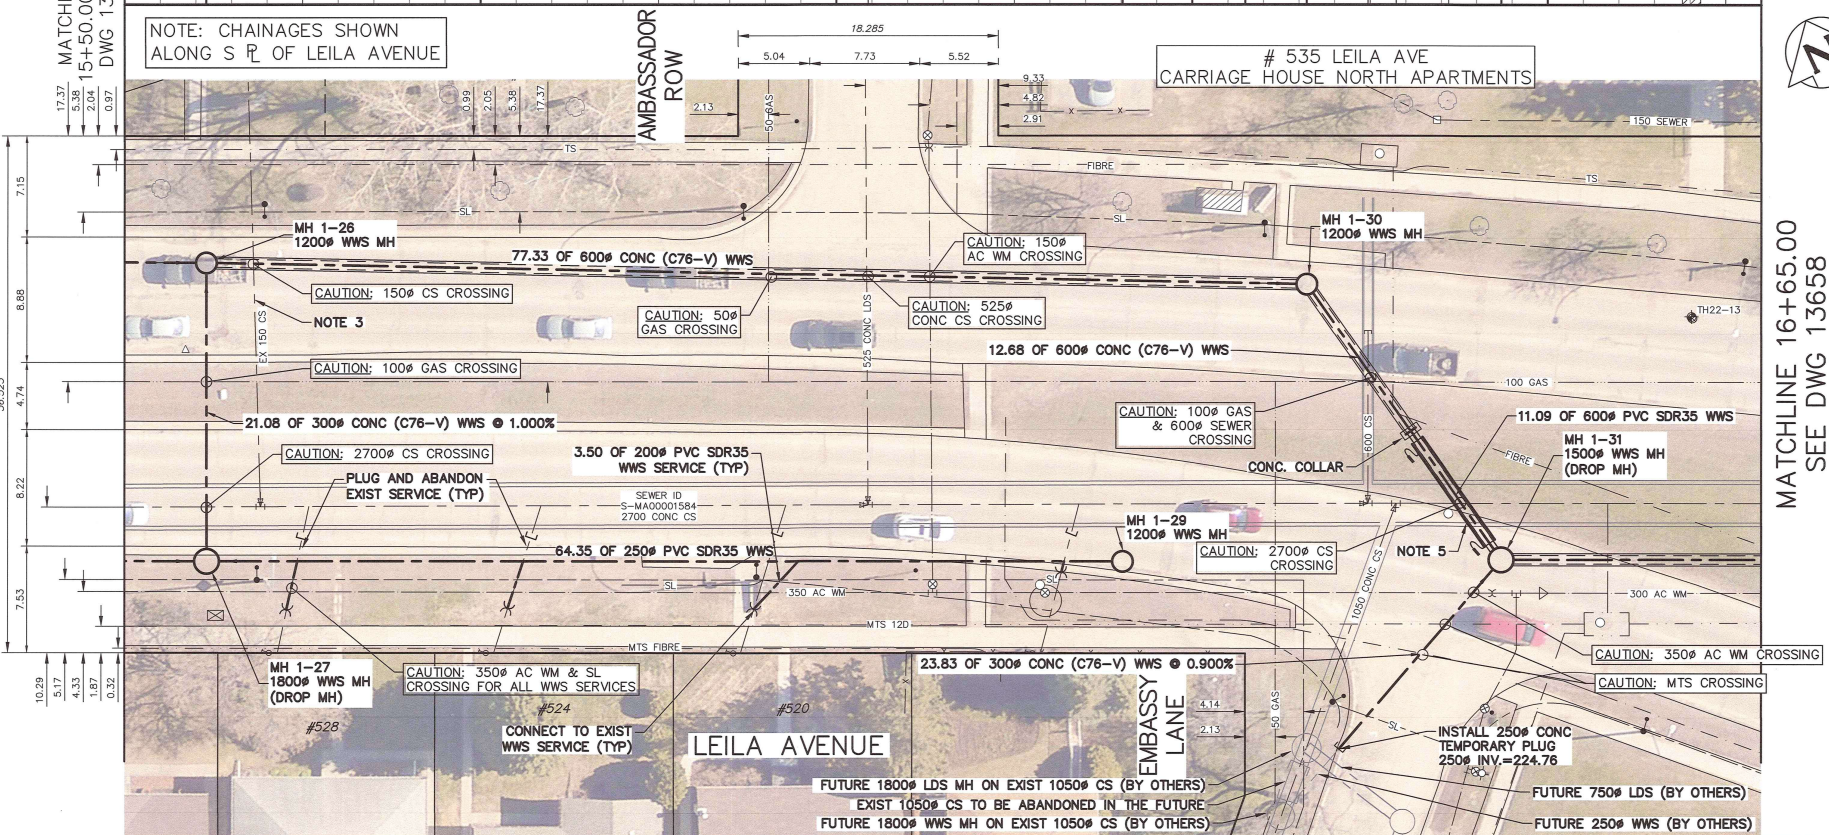 NOTE: CHAINAGES SHOWN
ALONG S PL OF LEILA AVENUE
MATCHL
15+50.00
DWG 13
17.37
5.38
2.04
0.97
AMBASSADOR
ROW
18.285
5.04
7.73
5.52
# 535 LEILA AVE
CARRIAGE HOUSE NORTH APARTMENTS
0.99
2.05
5.38
17.37
2.13
50 GAS
9.33
4.82
2.91
150 SEWER
TS
FIBRE
TS
SL
SL
7.15
8.88
4.74
8.22
7.53
MH 1-26
1200ø WWS MH
77.33 OF 600ø CONC (C76-V) WWS
CAUTION: 150ø
AC WM CROSSING
MH 1-30
1200ø WWS MH
CAUTION: 150ø CS CROSSING
NOTE 3
EX 150 CS
CAUTION: 50ø
GAS CROSSING
525 CONC LDS
CAUTION: 525ø
CONC CS CROSSING
TH22-13
12.68 OF 600ø CONC (C76-V) WWS
CAUTION: 100ø GAS CROSSING
100 GAS
21.08 OF 300ø CONC (C76-V) WWS @ 1.000%
CAUTION: 100ø GAS
& 600ø SEWER
CROSSING
600 CS
11.09 OF 600ø PVC SDR35 WWS
MH 1-31
1500ø WWS MH
(DROP MH)
FIBRE
CONC. COLLAR
CAUTION: 2700ø CS CROSSING
PLUG AND ABANDON
EXIST SERVICE (TYP)
3.50 OF 200ø PVC SDR35
WWS SERVICE (TYP)
SEWER ID
S-MA00001584
2700 CONC CS
MH 1-29
1200ø WWS MH
64.35 OF 250ø PVC SDR35 WWS
CAUTION: 2700ø CS
CROSSING
NOTE 5
1050 CONC CS
SL
350 AC WM
SL
300 AC WM
MTS 12D
MTS FIBRE
MATCHLINE 16+65.00
SEE DWG 13658
10.29
5.17
4.33
1.87
0.32
MH 1-27
1800ø WWS MH
(DROP MH)
CAUTION: 350ø AC WM & SL
CROSSING FOR ALL WWS SERVICES
23.83 OF 300ø CONC (C76-V) WWS @ 0.900%
CAUTION: 350ø AC WM CROSSING
CAUTION: MTS CROSSING
#528
#524
#520
CONNECT TO EXIST
WWS SERVICE (TYP)
LEILA AVENUE
EMBASSY
LANE
4.14
2.13
50 GAS
SL
INSTALL 250ø CONC
TEMPORARY PLUG
250ø INV.=224.76
FUTURE 1800ø LDS MH ON EXIST 1050ø CS (BY OTHERS)
EXIST 1050ø CS TO BE ABANDONED IN THE FUTURE
FUTURE 1800ø WWS MH ON EXIST 1050ø CS (BY OTHERS)
FUTURE 750ø LDS (BY OTHERS)
FUTURE 250ø WWS (BY OTHERS)